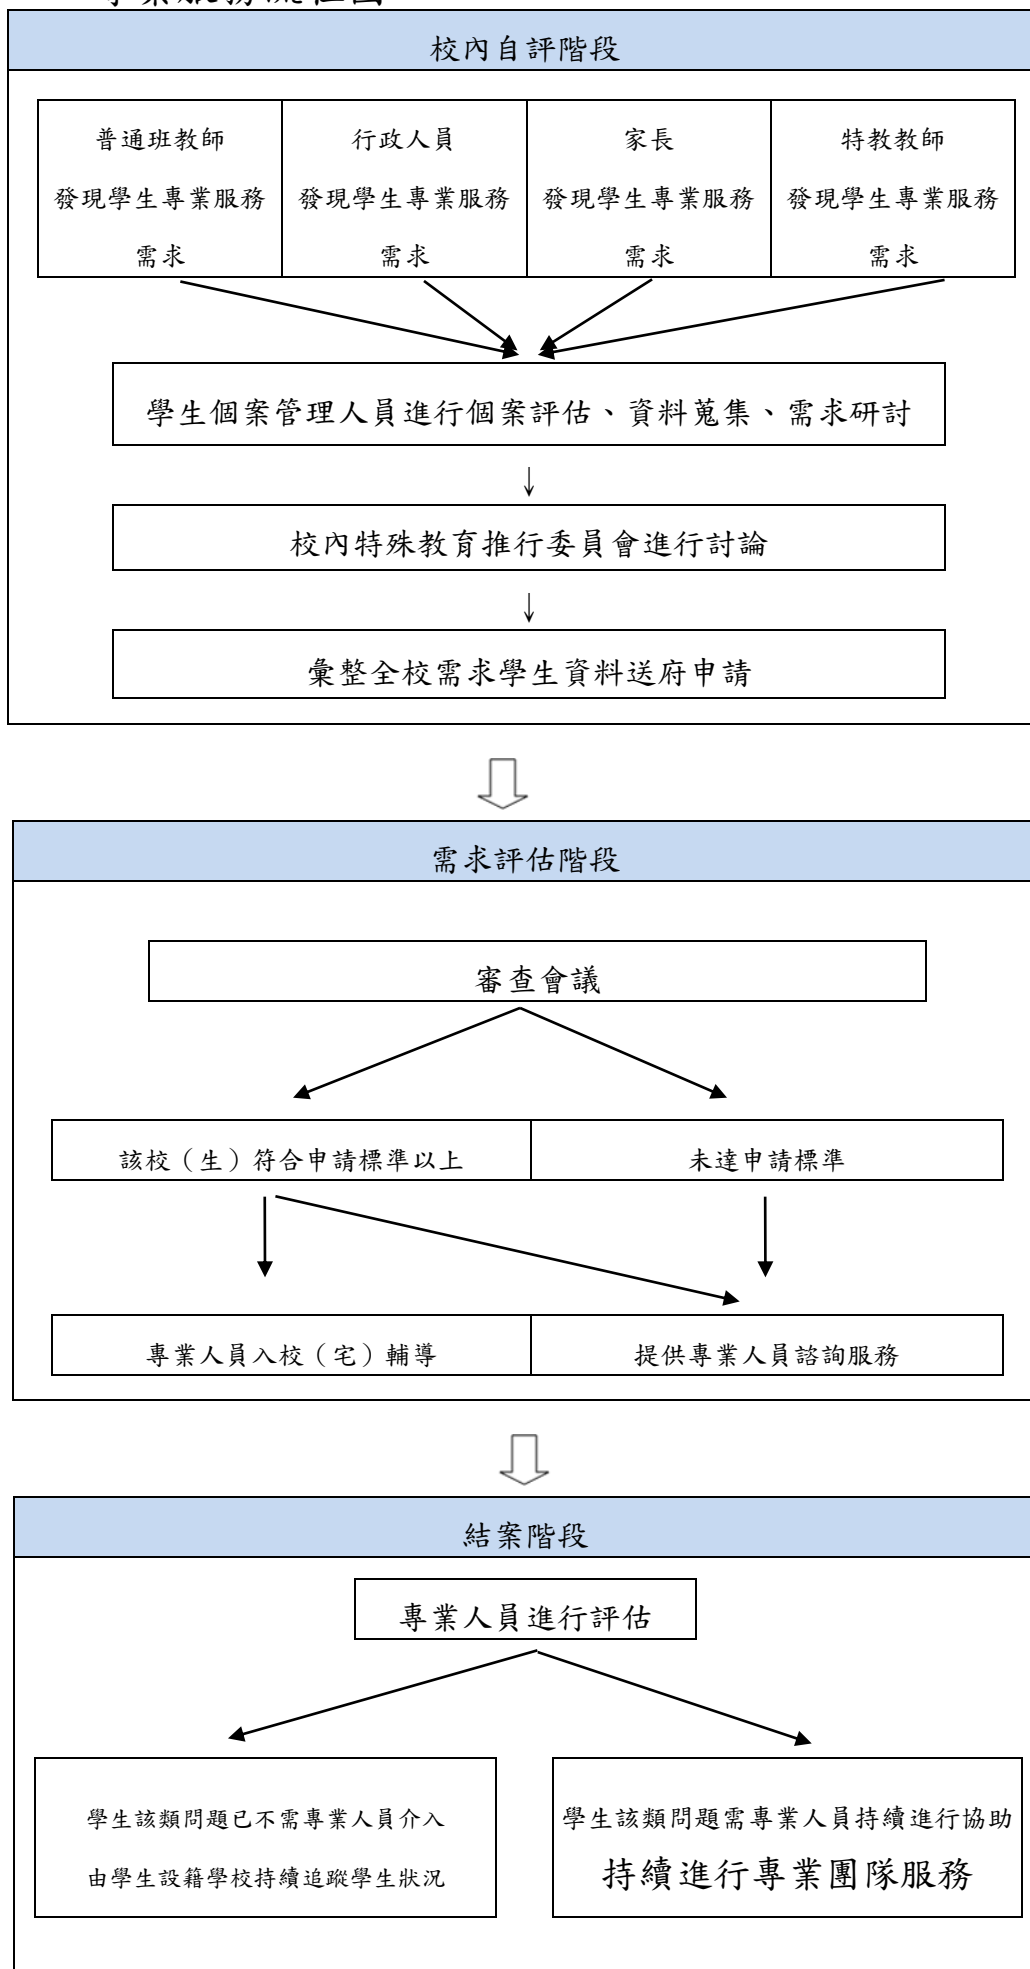 專業服務流程圖
校內自評階段
普通班教師
發現學生專業服務
需求
行政人員
發現學生專業服務
需求
家長
發現學生專業服務
需求
特教教師
發現學生專業服務
需求
學生個案管理人員進行個案評估、資料蒐集、需求研討
↓
校內特殊教育推行委員會進行討論
↓
彙整全校需求學生資料送府申請
需求評估階段
審查會議
該校（生）符合申請標準以上
未達申請標準
專業人員入校（宅）輔導
提供專業人員諮詢服務
結案階段
專業人員進行評估
學生該類問題已不需專業人員介入
由學生設籍學校持續追蹤學生狀況
學生該類問題需專業人員持續進行協助
持續進行專業團隊服務